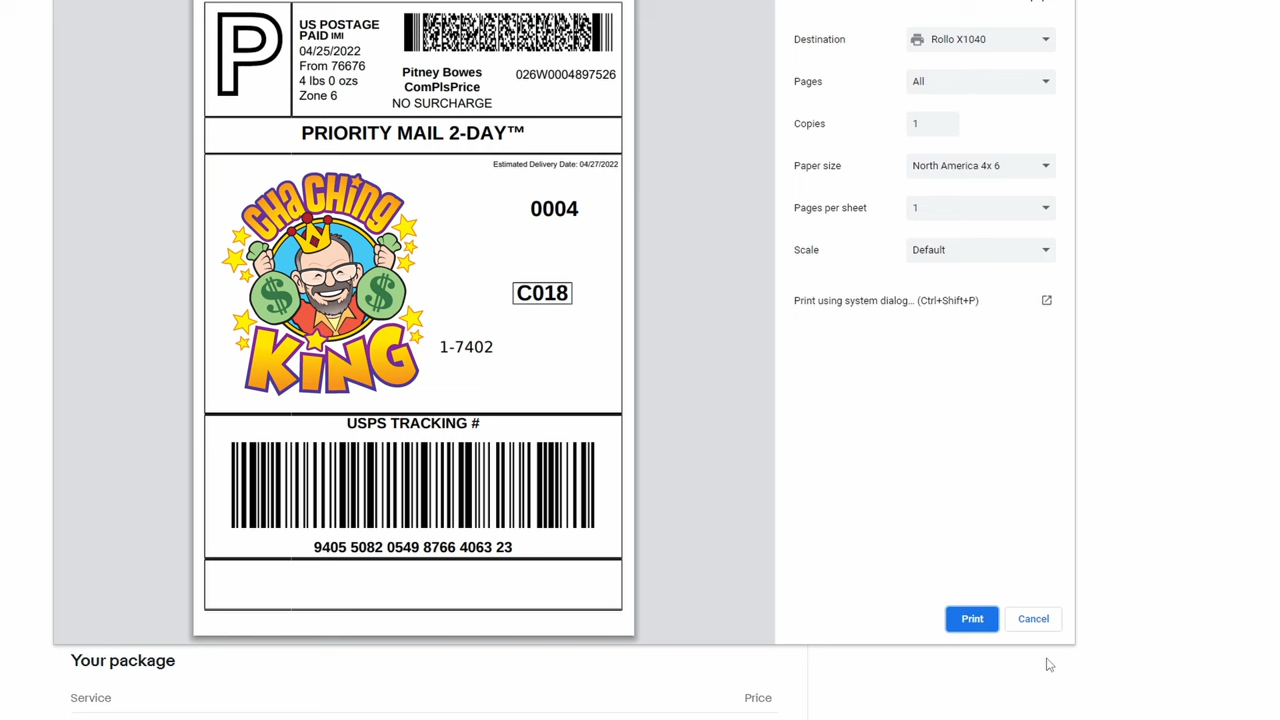 P
US POSTAGE
PAID IMI
04/25/2022
From 76676
4 lbs 0 ozs
Zone 6
Pitney Bowes
ComPlsPrice
NO SURCHARGE
026W0004897526
PRIORITY MAIL 2-DAY™
Estimated Delivery Date: 04/27/2022
CHaCHing
KiNG
0004
C018
1-7402
USPS TRACKING #
9405 5082 0549 8766 4063 23
Destination
Rollo X1040
Pages
All
Copies
1
Paper size
North America 4x 6
Pages per sheet
1
Scale
Default
Print using system dialog... (Ctrl+Shift+P)
Print
Cancel
Your package
Service
Price